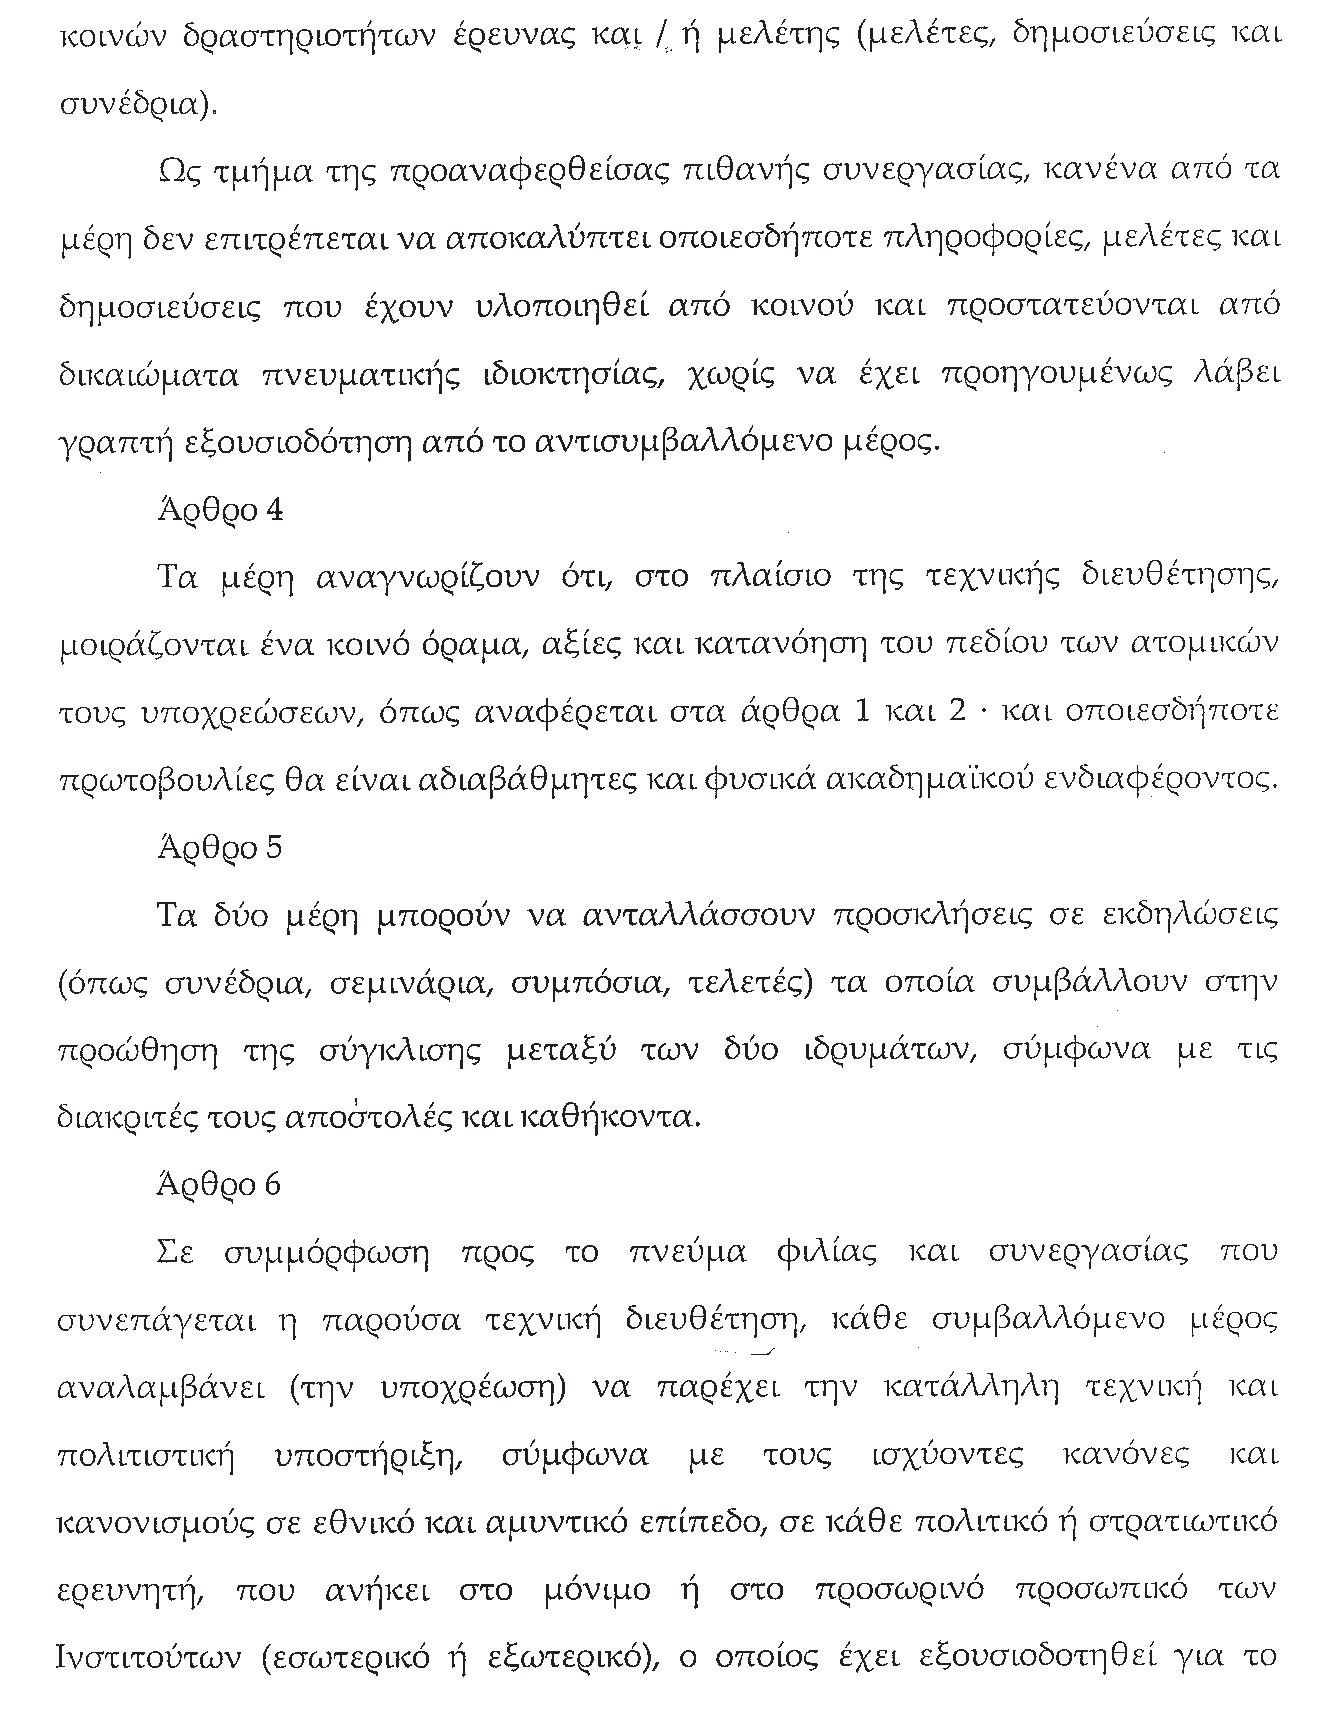 κοινών δραστηριοτήτων έρευνας και / ή μελέτης (μελέτες, δημοσιεύσεις και
συνέδρια).
Ως τμήμα της προαναφερθείσας πιθανής συνεργασίας, κανένα από τα
μέρη δεν επιτρέπεται να αποκαλύπτει οποιεσδήποτε πληροφορίες, μελέτες και
δημοσιεύσεις που έχουν υλοποιηθεί από κοινού και προστατεύονται από
δικαιώματα πνευματικής ιδιοκτησίας, χωρίς να έχει προηγουμένως λάβει
γραπτή εξουσιοδότηση από το αντισυμβαλλόμενο μέρος.
Άρθρο 4
Τα μέρη αναγνωρίζουν ότι, στο πλαίσιο της τεχνικής διευθέτησης,
μοιράζονται ένα κοινό όραμα, αξίες και κατανόηση του πεδίου των ατομικών
τους υποχρεώσεων, όπως αναφέρεται στα άρθρα 1 και 2 · και οποιεσδήποτε
πρωτοβουλίες θα είναι αδιαβάθμητες και φυσικά ακαδημαϊκού ενδιαφέροντος.
Άρθρο 5
Τα δύο μέρη μπορούν να ανταλλάσσουν προσκλήσεις σε εκδηλώσεις
(όπως συνέδρια, σεμινάρια, συμπόσια, τελετές) τα οποία συμβάλλουν στην
προώθηση της σύγκλισης μεταξύ των δύο ιδρυμάτων, σύμφωνα με τις
διακριτές τους αποστολές και καθήκοντα.
Άρθρο 6
Σε συμμόρφωση προς το πνεύμα φιλίας και συνεργασίας που
συνεπάγεται η παρούσα τεχνική διευθέτηση, κάθε συμβαλλόμενο μέρος
αναλαμβάνει (την υποχρέωση) να παρέχει την κατάλληλη τεχνική και
πολιτιστική υποστήριξη, σύμφωνα με τους ισχύοντες κανόνες και
κανονισμούς σε εθνικό και αμυντικό επίπεδο, σε κάθε πολιτικό ή στρατιωτικό
ερευνητή, που ανήκει στο μόνιμο ή στο προσωρινό προσωπικό των
Ινστιτούτων (εσωτερικό ή εξωτερικό), ο οποίος έχει εξουσιοδοτηθεί για το